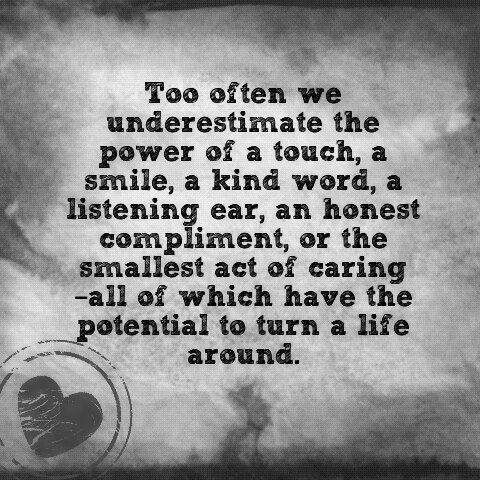 Too often we
underestimate the
power of a touch, a
smile, a kind word, a
listening ear, an honest
compliment, or the
smallest act of caring
–all of which have the
potential to turn a life
around.